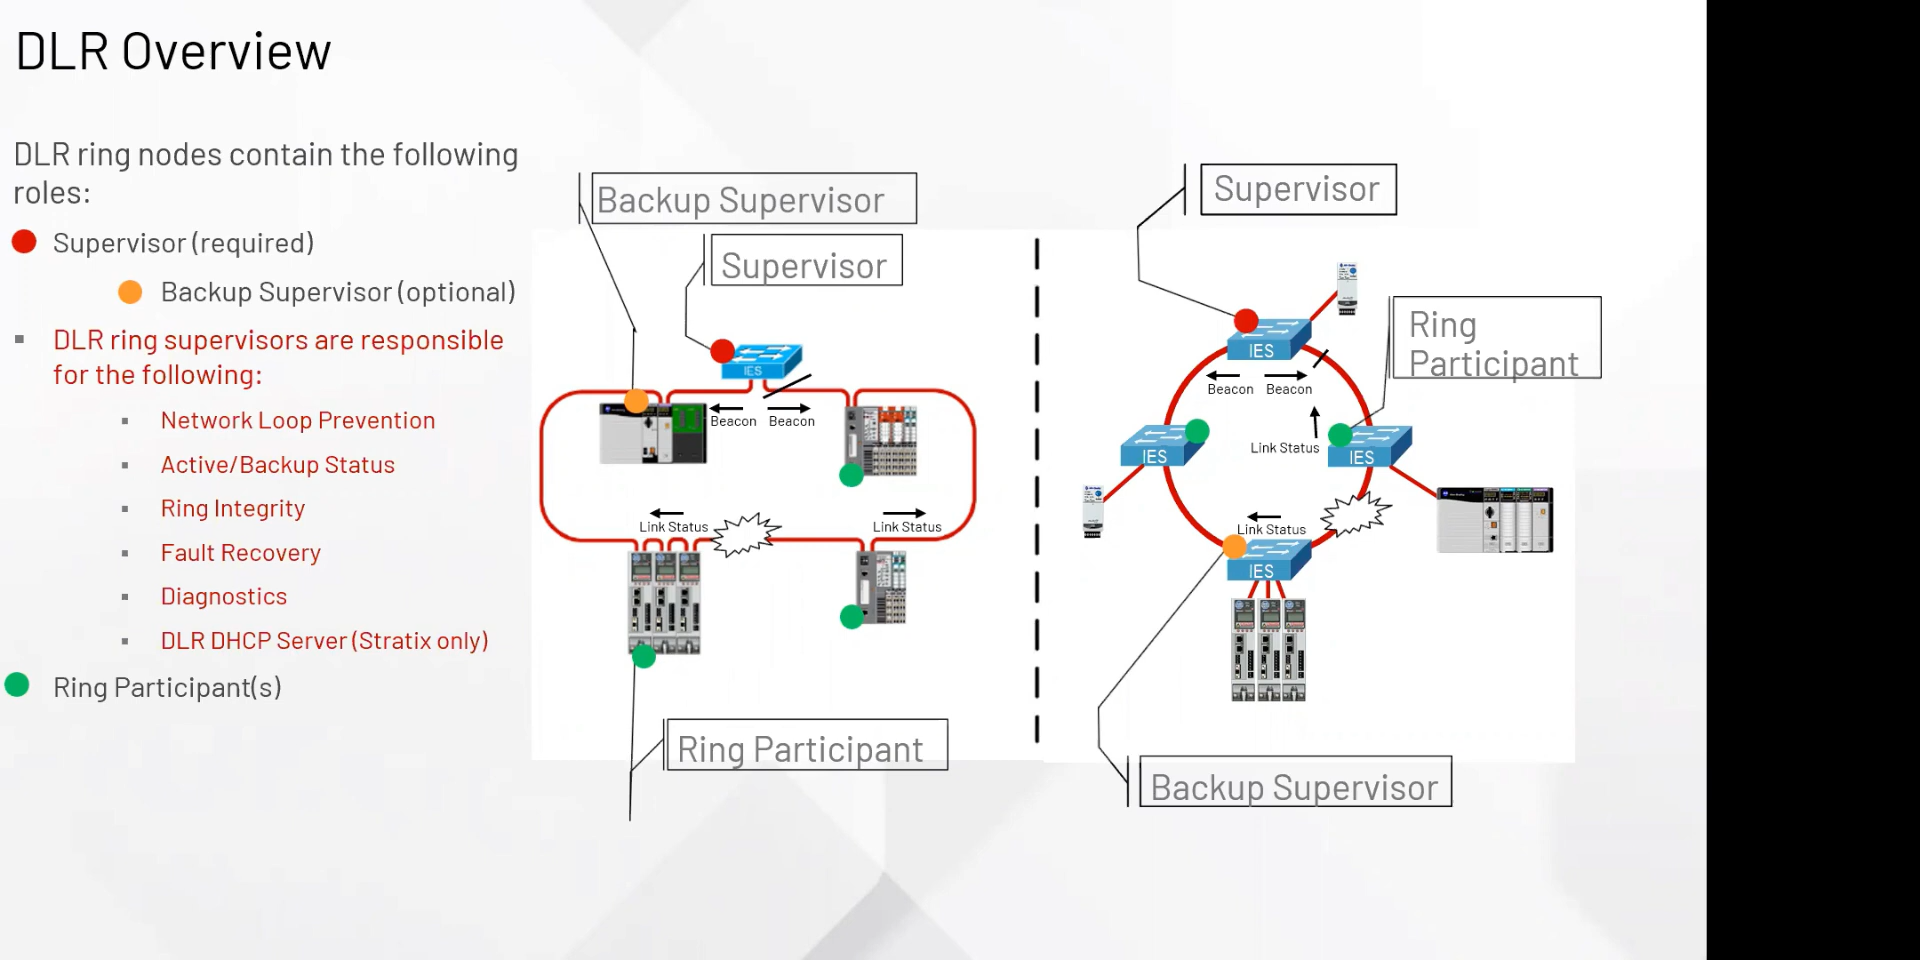 DLR Overview
DLR ring nodes contain the following
roles:
Supervisor (required)
Backup Supervisor (optional)
DLR ring supervisors are responsible
for the following:
Network Loop Prevention
Active/Backup Status
Ring Integrity
Fault Recovery
Diagnostics
DLR DHCP Server (Stratix only)
Ring Participant(s)
Backup Supervisor
Supervisor
IES
Beacon
Beacon
Link Status
Link Status
Ring Participant
Supervisor
Ring
Participant
IES
Beacon
Beacon
Link Status
IES
IES
Link Status
IES
Backup Supervisor